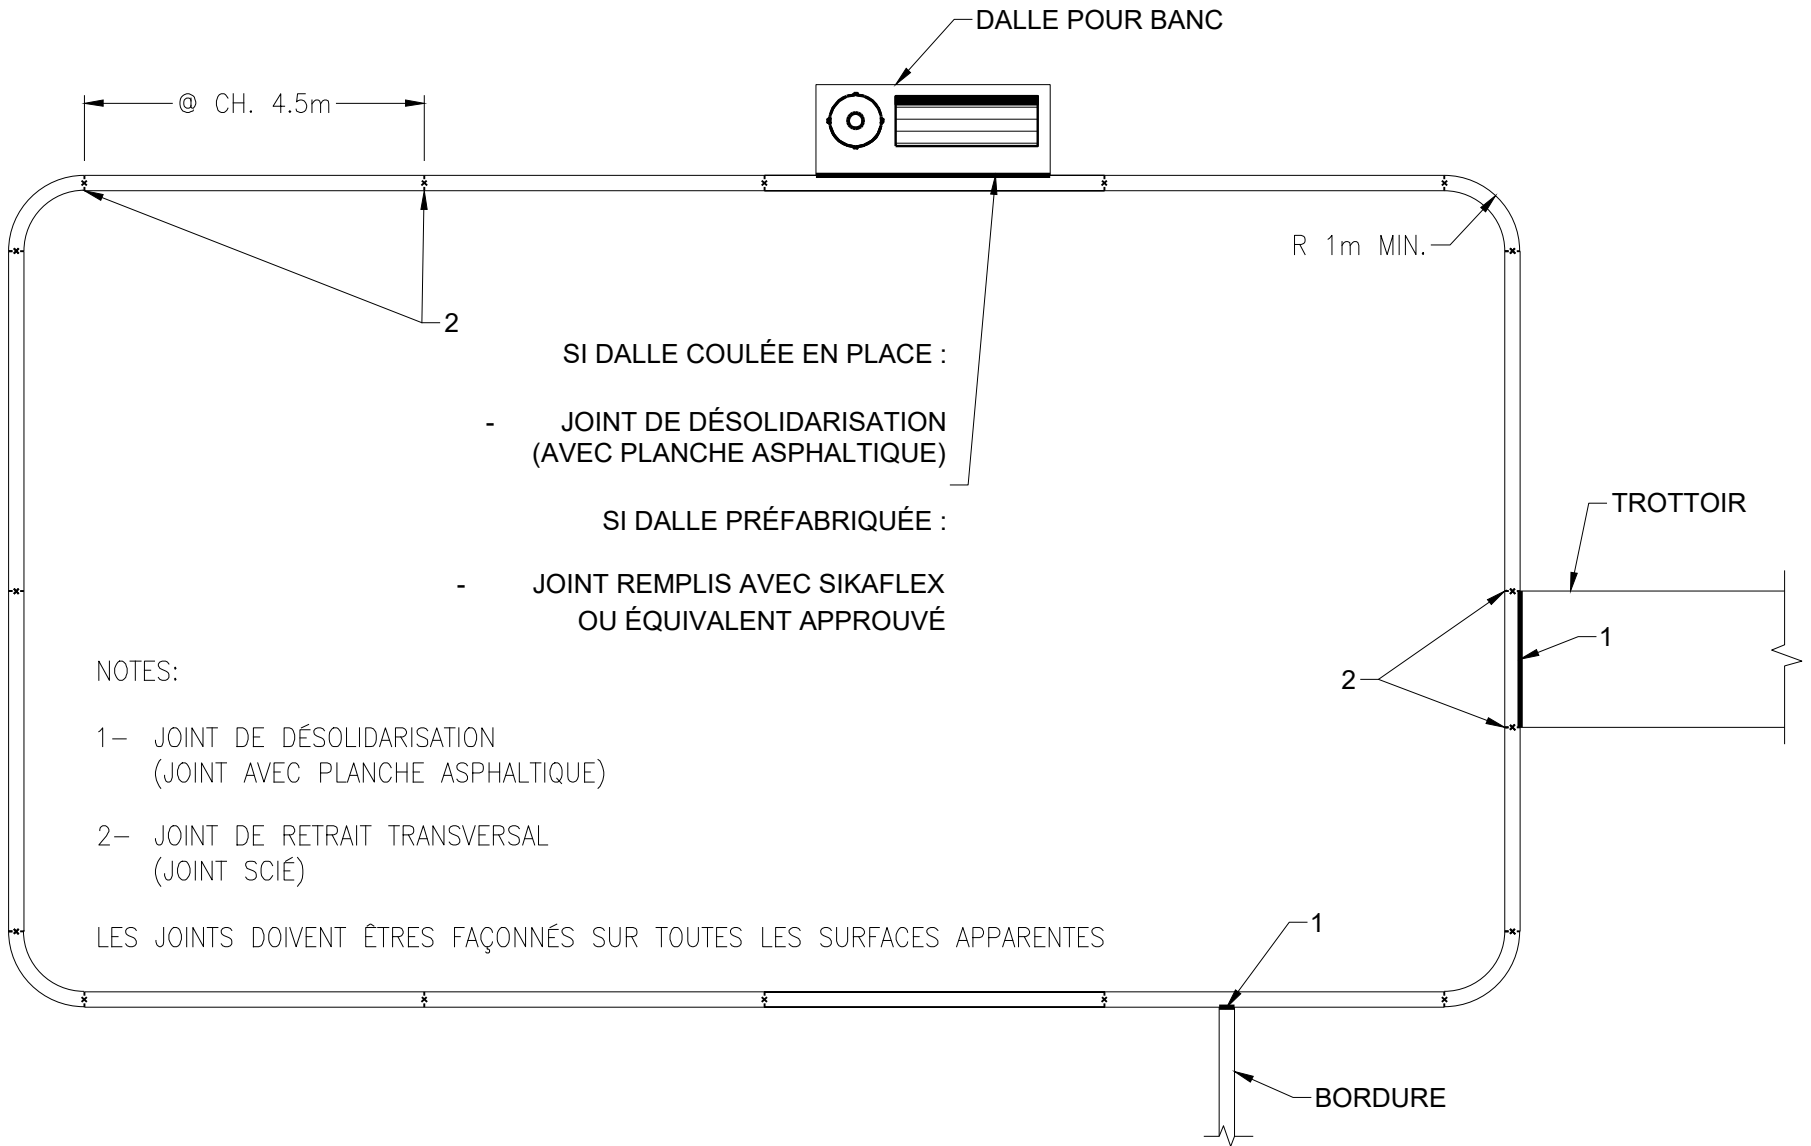 DALLE POUR BANC
@ CH. 4.5m
R 1m MIN.
2
SI DALLE COULÉE EN PLACE :
- JOINT DE DÉSOLIDARISATION
(AVEC PLANCHE ASPHALTIQUE)
SI DALLE PRÉFABRIQUÉE :
- JOINT REMPLIS AVEC SIKAFLEX
OU ÉQUIVALENT APPROUVÉ
TROTTOIR
1
2
NOTES:
1- JOINT DE DÉSOLIDARISATION
(JOINT AVEC PLANCHE ASPHALTIQUE)
2- JOINT DE RETRAIT TRANSVERSAL
(JOINT SCIÉ)
LES JOINTS DOIVENT ÊTRES FAÇONNÉS SUR TOUTES LES SURFACES APPARENTES
1
BORDURE